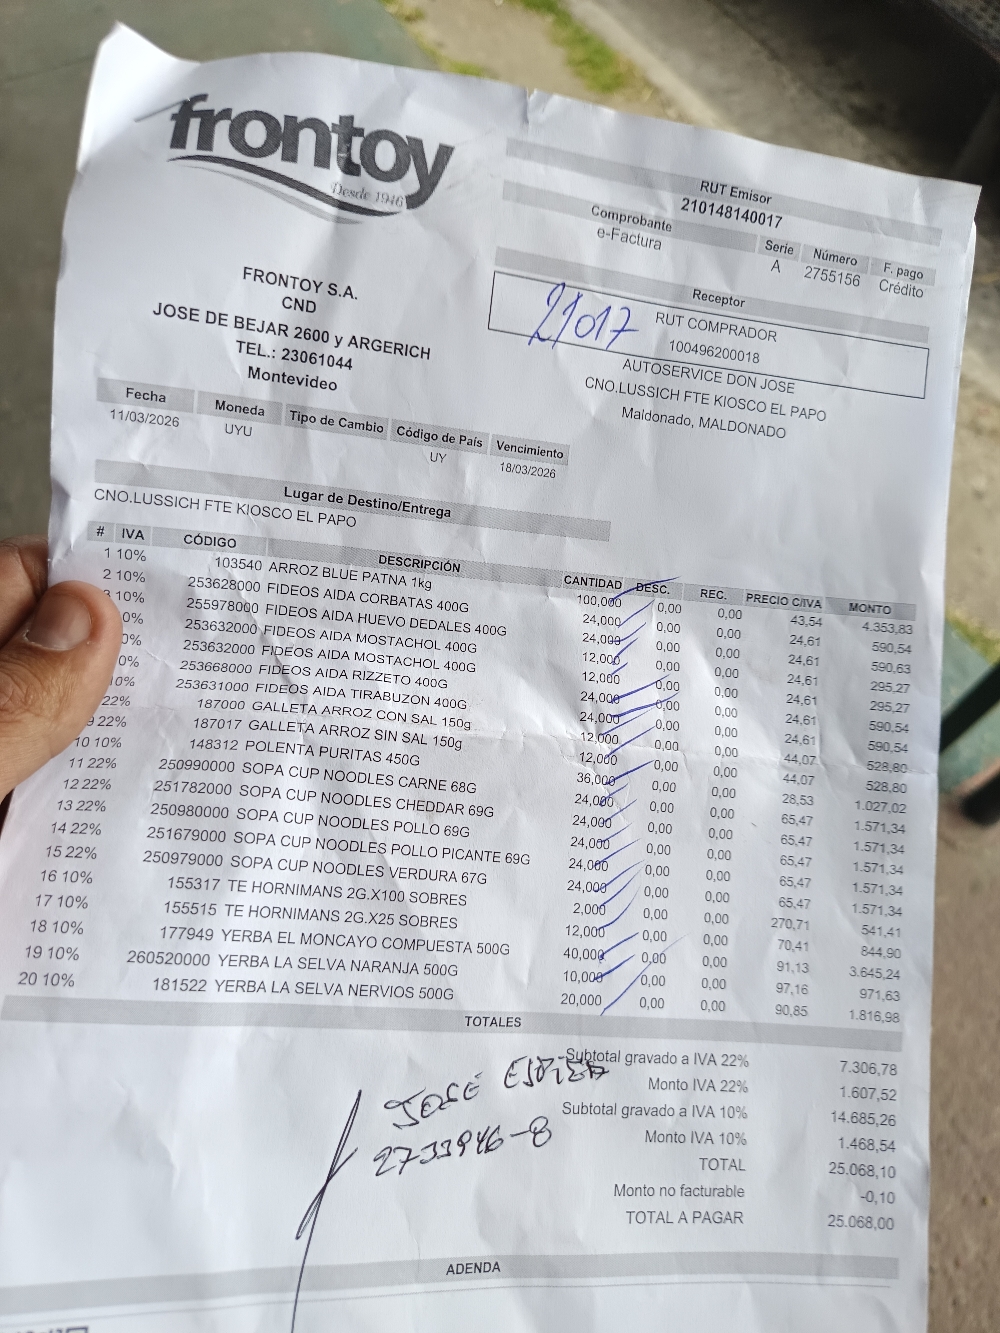 frontoy
Desde 1946
RUT Emisor
210148140017
Comprobante Serie Número F. pago
e-Factura A 2755156 Crédito
Receptor
21017
RUT COMPRADOR
100496200018
AUTOSERVICE DON JOSE
CNO.LUSSICH FTE KIOSCO EL PAPO
Maldonado, MALDONADO
FRONTOY S.A.
CND
JOSE DE BEJAR 2600 y ARGERICH
TEL.: 23061044
Montevideo
Fecha Moneda Tipo de Cambio Código de País Vencimiento
11/03/2026 UYU UY 18/03/2026
Lugar de Destino/Entrega
CNO.LUSSICH FTE KIOSCO EL PAPO
# IVA CÓDIGO DESCRIPCIÓN CANTIDAD DESC. REC. PRECIO C/IVA MONTO
1 10% 103540 ARROZ BLUE PATNA 1kg 100,000 0,00 0,00 43,54 4.353,83
2 10% 253628000 FIDEOS AIDA CORBATAS 400G 24,000 0,00 0,00 24,61 590,54
3 10% 255978000 FIDEOS AIDA HUEVO DEDALES 400G 24,000 0,00 0,00 24,61 590,63
0% 253632000 FIDEOS AIDA MOSTACHOL 400G 12,000 0,00 0,00 24,61 295,27
0% 253632000 FIDEOS AIDA MOSTACHOL 400G 12,000 0,00 0,00 24,61 295,27
0% 253668000 FIDEOS AIDA RIZZETO 400G 24,000 0,00 0,00 24,61 590,54
10% 253631000 FIDEOS AIDA TIRABUZON 400G 24,000 0,00 0,00 24,61 590,54
22% 187000 GALLETA ARROZ CON SAL 150g 12,000 0,00 0,00 44,07 528,80
9 22% 187017 GALLETA ARROZ SIN SAL 150g 12,000 0,00 0,00 44,07 528,80
10 10% 148312 POLENTA PURITAS 450G 36,000 0,00 0,00 28,53 1.027,02
11 22% 250990000 SOPA CUP NOODLES CARNE 68G 24,000 0,00 0,00 65,47 1.571,34
12 22% 251782000 SOPA CUP NOODLES CHEDDAR 69G 24,000 0,00 0,00 65,47 1.571,34
13 22% 250980000 SOPA CUP NOODLES POLLO 69G 24,000 0,00 0,00 65,47 1.571,34
14 22% 251679000 SOPA CUP NOODLES POLLO PICANTE 69G 24,000 0,00 0,00 65,47 1.571,34
15 22% 250979000 SOPA CUP NOODLES VERDURA 67G 24,000 0,00 0,00 65,47 1.571,34
16 10% 155317 TE HORNIMANS 2G.X100 SOBRES 2,000 0,00 0,00 270,71 541,41
17 10% 155515 TE HORNIMANS 2G.X25 SOBRES 12,000 0,00 0,00 70,41 844,90
18 10% 177949 YERBA EL MONCAYO COMPUESTA 500G 40,000 0,00 0,00 91,13 3.645,24
19 10% 260520000 YERBA LA SELVA NARANJA 500G 10,000 0,00 0,00 97,16 971,63
20 10% 181522 YERBA LA SELVA NERVIOS 500G 20,000 0,00 0,00 90,85 1.816,98
TOTALES
Subtotal gravado a IVA 22% 7.306,78
Monto IVA 22% 1.607,52
Subtotal gravado a IVA 10% 14.685,26
Monto IVA 10% 1.468,54
TOTAL 25.068,10
Monto no facturable -0,10
TOTAL A PAGAR 25.068,00
JOSÉ
2733946-8
ADENDA